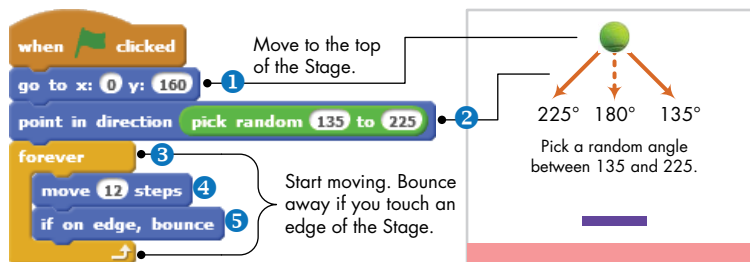 when clicked
go to x: 0 y: 160
1
Move to the top
of the Stage.
point in direction pick random 135 to 225
2
forever
3
move 12 steps
4
if on edge, bounce
5
Start moving. Bounce
away if you touch an
edge of the Stage.
225° 180° 135°
Pick a random angle
between 135 and 225.